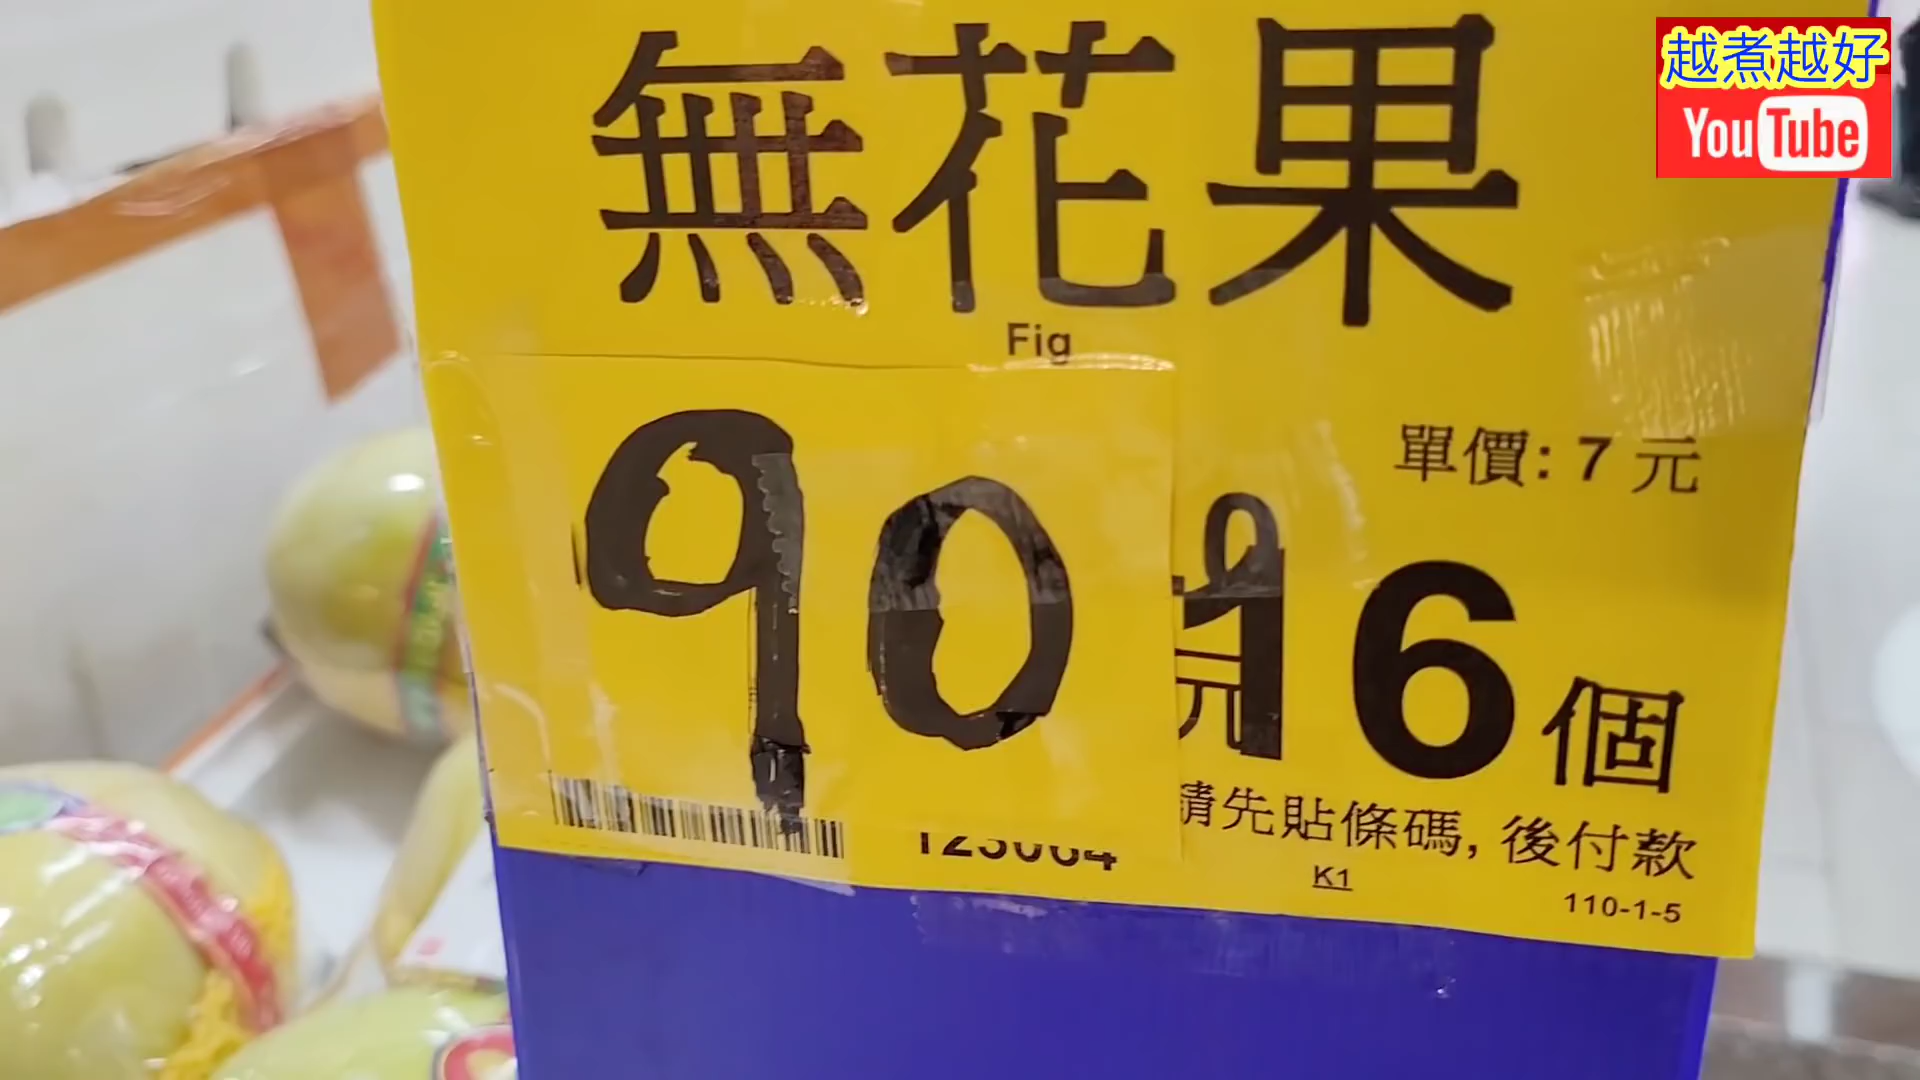 越煮越好
YouTube
無花果
Fig
單價: 7 元
90
元
16個
請先貼條碼, 後付款
K1
110-1-5